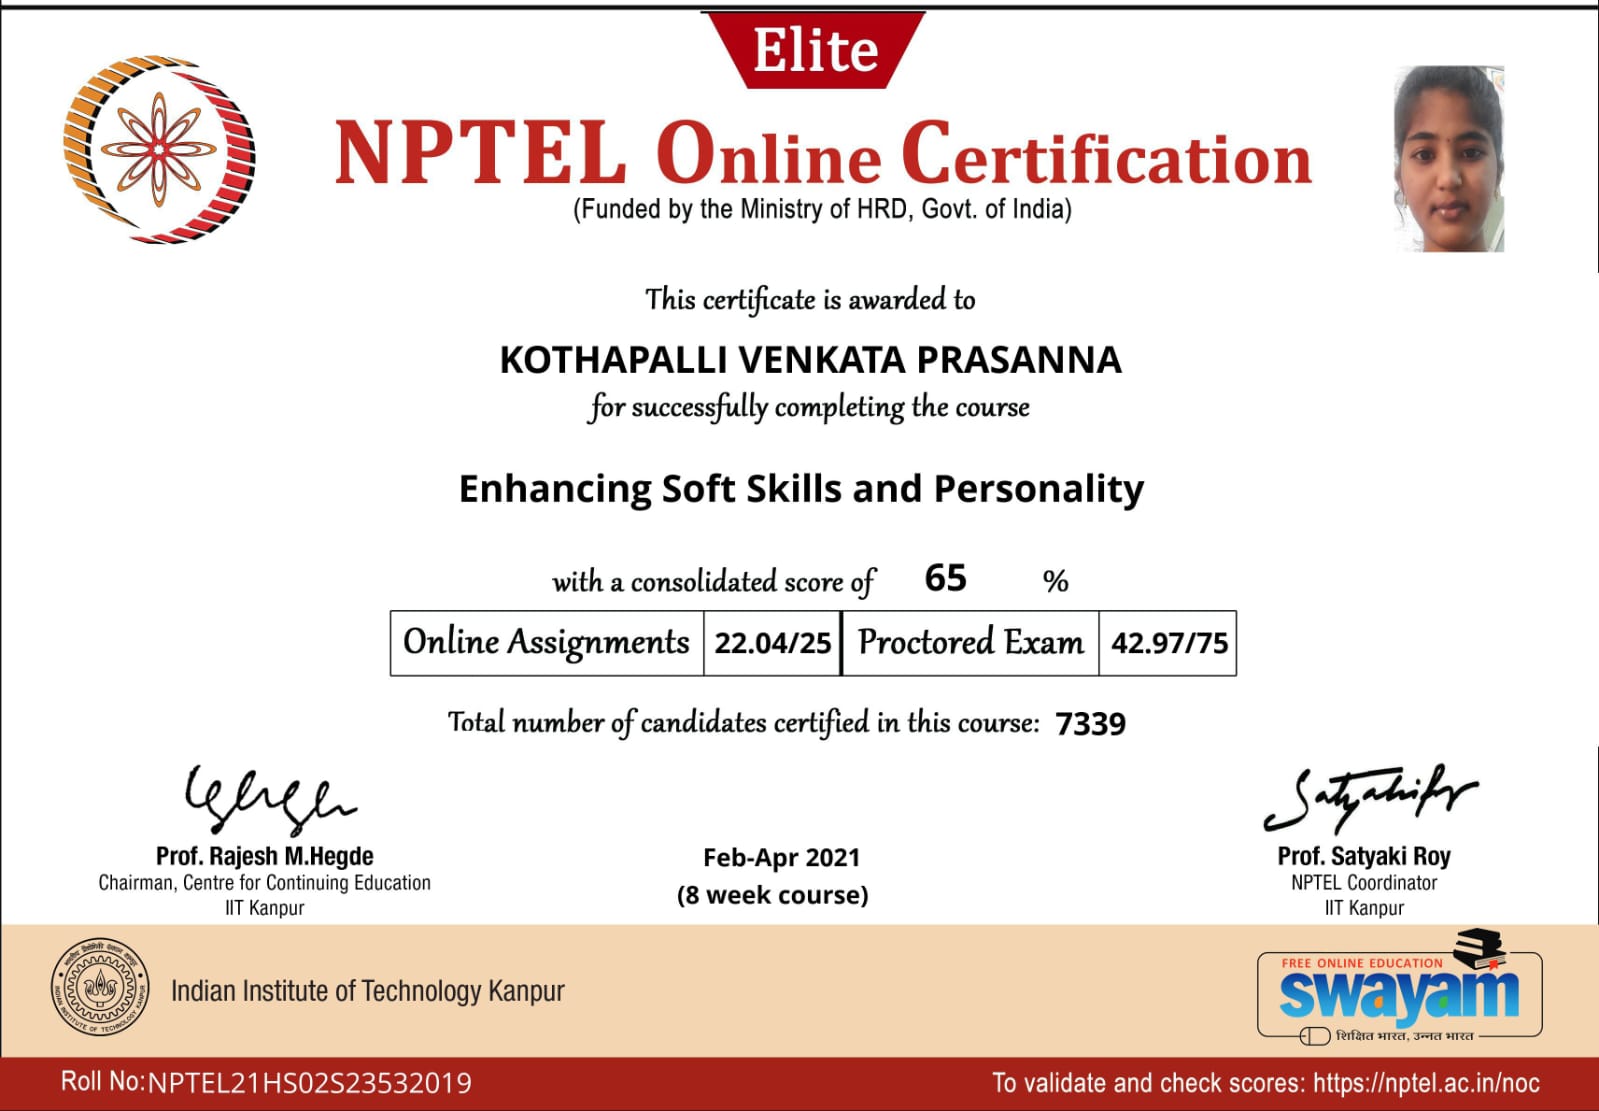 Elite
NPTEL Online Certification
(Funded by the Ministry of HRD, Govt. of India)
This certificate is awarded to
KOTHAPALLI VENKATA PRASANNA
for successfully completing the course
Enhancing Soft Skills and Personality
with a consolidated score of 65 %
Online Assignments 22.04/25 Proctored Exam 42.97/75
Total number of candidates certified in this course: 7339
Prof. Rajesh M.Hegde
Chairman, Centre for Continuing Education
IIT Kanpur
Feb-Apr 2021
(8 week course)
Prof. Satyaki Roy
NPTEL Coordinator
IIT Kanpur
INDIAN INSTITUTE OF TECHNOLOGY KANPUR
Indian Institute of Technology Kanpur
FREE ONLINE EDUCATION
swayam
शिक्षित भारत, उन्नत भारत
Roll No:NPTEL21HS02S23532019
To validate and check scores: https://nptel.ac.in/noc